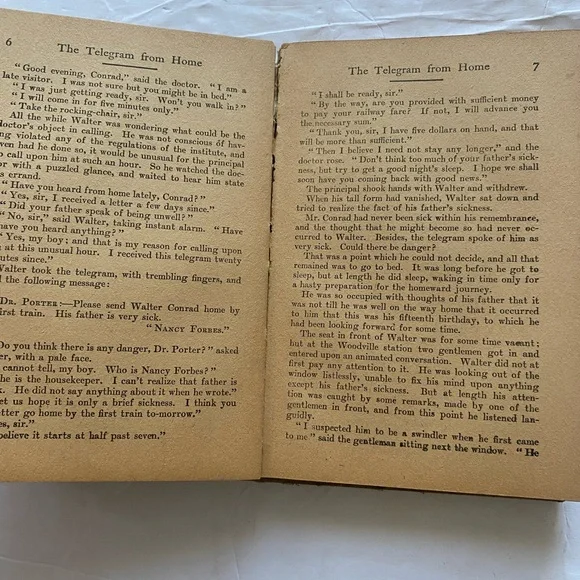 6
The Telegram from Home
“Good evening, Conrad,” said the doctor. “I am a
late visitor. I was not sure but you might be in bed.”
“I was just getting ready, sir. Won't you walk in?”
“I will come in for five minutes only.”
“Take the rocking-chair, sir.”
All the while Walter was wondering what could be the
doctor's object in calling. He was not conscious of hav-
ing violated any of the regulations of the institution, and
even had he done so, it would be unusual for the principal
to call upon him at such an hour. So he watched the doc-
or with a puzzled glance, and waited to hear him state
s errand.
“Have you heard from home lately, Conrad?”
“Yes, sir, I received a letter a few days since.”
“Did your father speak of being unwell?”
“No, sir,” said Walter, taking instant alarm. “Have
you heard anything?”
“Yes, my boy; and that is my reason for calling upon
at this unusual hour. I received this telegram twenty
utes since.”
Walter took the telegram, with trembling fingers, and
d the following message:
DR. PORTER:—Please send Walter Conrad home by
first train. His father is very sick.
“NANCY FORBES.”
Do you think there is any danger, Dr. Porter?” asked
er, with a pale face.
cannot tell, my boy. Who is Nancy Forbes?”
he is the housekeeper. I can't realize that father is
k. He did not say anything about it when he wrote.”
et us hope it is only a brief sickness. I think you
etter go home by the first train to-morrow.”
es, sir.”
believe it starts at half past seven.”
The Telegram from Home
7
“I shall be ready, sir.”
“By the way, are you provided with sufficient money
to pay your railway fare? If not, I will advance you
the necessary sum.”
“Thank you, sir, I have five dollars on hand, and that
will be more than sufficient.”
“Then I believe I need not stay any longer,” and the
doctor rose. “Don't think too much of your father's sick-
ness, but try to get a good night's sleep. I hope we shall
soon have you coming back with good news.”
The principal shook hands with Walter and withdrew.
When his tall form had vanished, Walter sat down and
tried to realize the fact of his father's sickness.
Mr. Conrad had never been sick within his remembrance,
and the thought that he might become so had never oc-
curred to Walter. Besides, the telegram spoke of him as
very sick. Could there be danger?
That was a point which he could not decide, and all that
remained was to go to bed. It was long before he got to
sleep, but at length he did sleep, waking in time only for
a hasty preparation for the homeward journey.
He was so occupied with thoughts of his father that it
was not till he was well on the way home that it occurred
to him that this was his fifteenth birthday, to which he
had been looking forward for some time.
The seat in front of Walter was for some time vacant;
but at the Woodville station two gentlemen got in and
entered upon an animated conversation. Walter did not at
first pay any attention to it. He was looking out of the
window listlessly, unable to fix his mind upon anything
except his father's sickness. But at length his atten-
tion was caught by some remarks, made by one of the
gentlemen in front, and from this point he listened lan-
guidly.
“I suspected him to be a swindler when he first came
to me” said the gentleman sitting next the window. “He